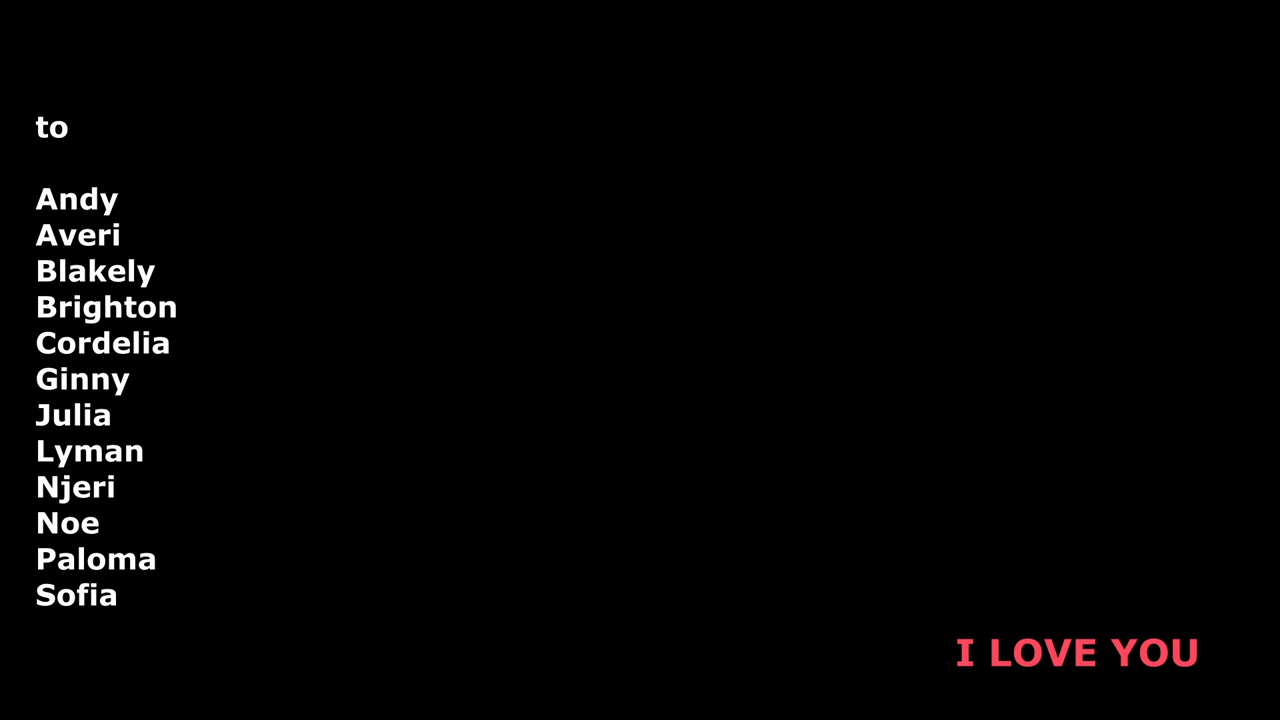 to
Andy
Averi
Blakely
Brighton
Cordelia
Ginny
Julia
Lyman
Njeri
Noe
Paloma
Sofia
I LOVE YOU